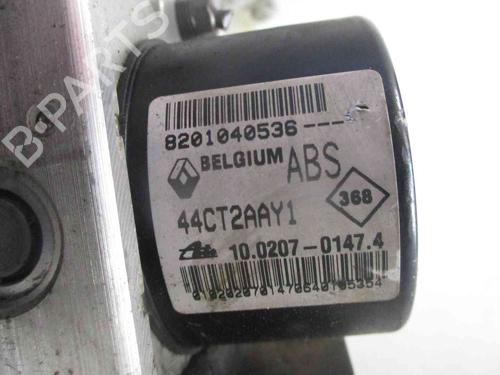 8201040536----
BELGIUM ABS
368
44CT2AAY1
Ate 10.0207-0147.4
B-PARTS